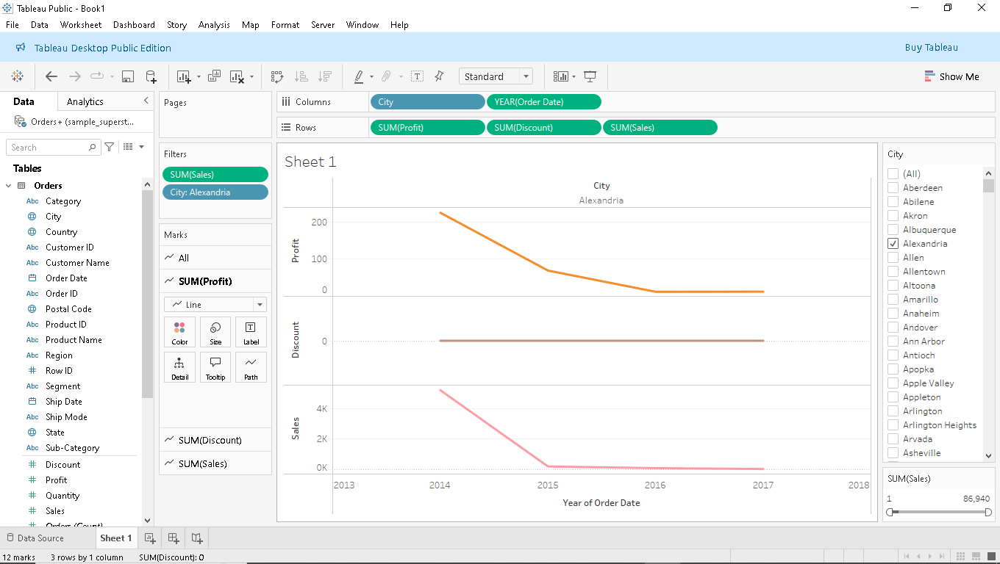 Tableau Public - Book1
File Data Worksheet Dashboard Story Analysis Map Format Server Window Help
Tableau Desktop Public Edition Buy Tableau
Standard Show Me
Data Analytics
Orders+ (sample_superst...
Search
Tables
Orders
Abc Category
City
Country
Abc Customer ID
Abc Customer Name
Order Date
Abc Order ID
Postal Code
Abc Product ID
Abc Product Name
Abc Region
Row ID
Abc Segment
Ship Date
Abc Ship Mode
State
Abc Sub-Category
Discount
Profit
Quantity
Sales
Orders (Count)
Pages
Filters
SUM(Sales)
City: Alexandria
Marks
All
SUM(Profit)
Line
Color Size Label
Detail Tooltip Path
SUM(Discount)
SUM(Sales)
Columns City YEAR(Order Date)
Rows SUM(Profit) SUM(Discount) SUM(Sales)
Sheet 1
City
Alexandria
Profit
200
100
0
Discount
0
Sales
4K
2K
0K
2013 2014 2015 2016 2017 2018
Year of Order Date
City
(All)
Aberdeen
Abilene
Akron
Albuquerque
Alexandria
Allen
Allentown
Altoona
Amarillo
Anaheim
Andover
Ann Arbor
Antioch
Apopka
Apple Valley
Appleton
Arlington
Arlington Heights
Arvada
Asheville
SUM(Sales)
1 86,940
Data Source Sheet 1
12 marks 3 rows by 1 column SUM(Discount): 0